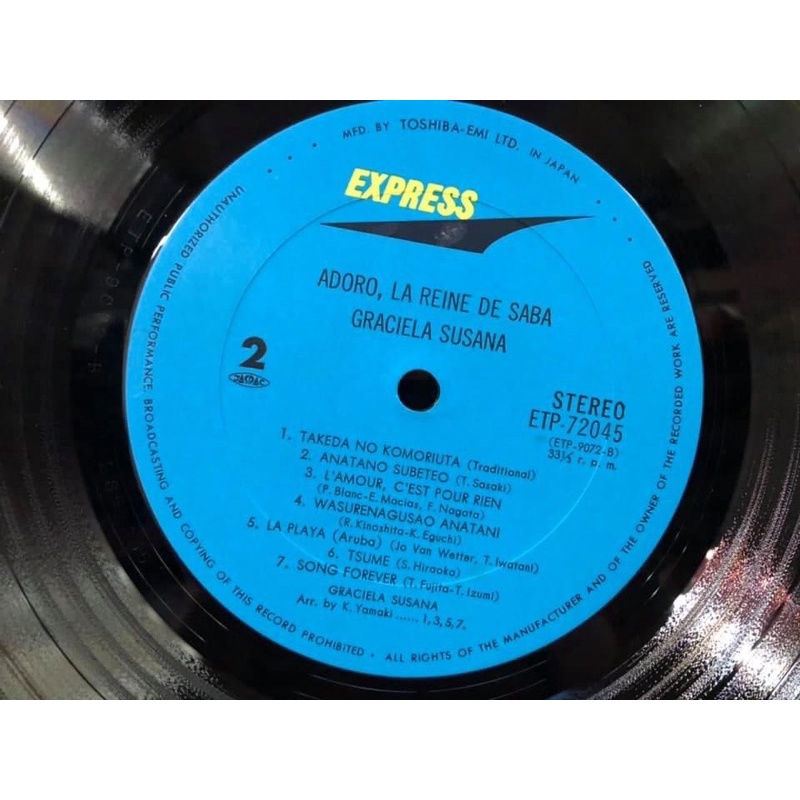 MFD. BY TOSHIBA-EMI LTD. IN JAPAN
EXPRESS
ADORO, LA REINE DE SABA
GRACIELA SUSANA
2
JASRAC
STEREO
ETP-72045
(ETP-9072-B)
33⅓ r. p. m.
1. TAKEDA NO KOMORIUTA (Traditional)
2. ANATANO SUBETEO (T. Sasaki)
3. L'AMOUR, C'EST POUR RIEN
(P. Blanc-E. Macias, F. Nagata)
4. WASURENAGUSAO ANATANI
(R. Kinoshita-K. Eguchi)
5. LA PLAYA (Aruba) (Jo Van Wetter, T. Iwatani)
6. TSUME (S. Hiraoka)
7. SONG FOREVER (T. Fujita-T. Izumi)
GRACIELA SUSANA
Arr. by K. Yamaki ...... 1, 3, 5, 7.
UNAUTHORIZED PUBLIC PERFORMANCE, BROADCASTING AND COPYING OF THIS RECORD PROHIBITED • ALL RIGHTS OF THE MANUFACTURER AND OF THE OWNER OF THE RECORDED WORK ARE RESERVED